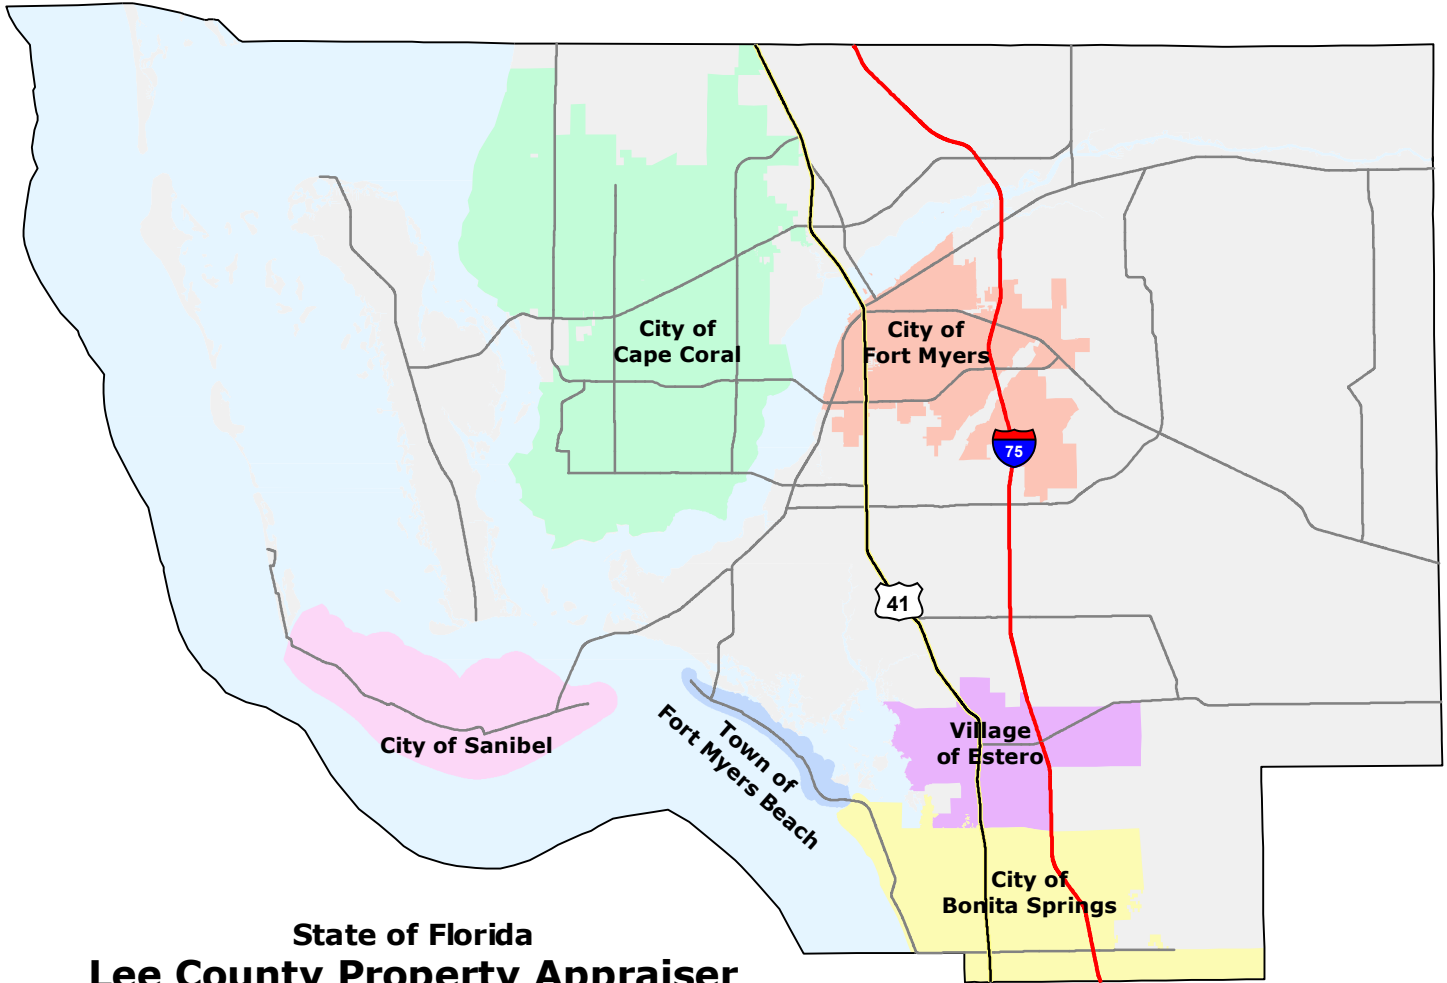 City of
Cape Coral
City of
Fort Myers
75
41
City of Sanibel
Town of
Fort Myers Beach
Village
of Estero
City of
Bonita Springs
State of Florida
Lee County Property Appraiser